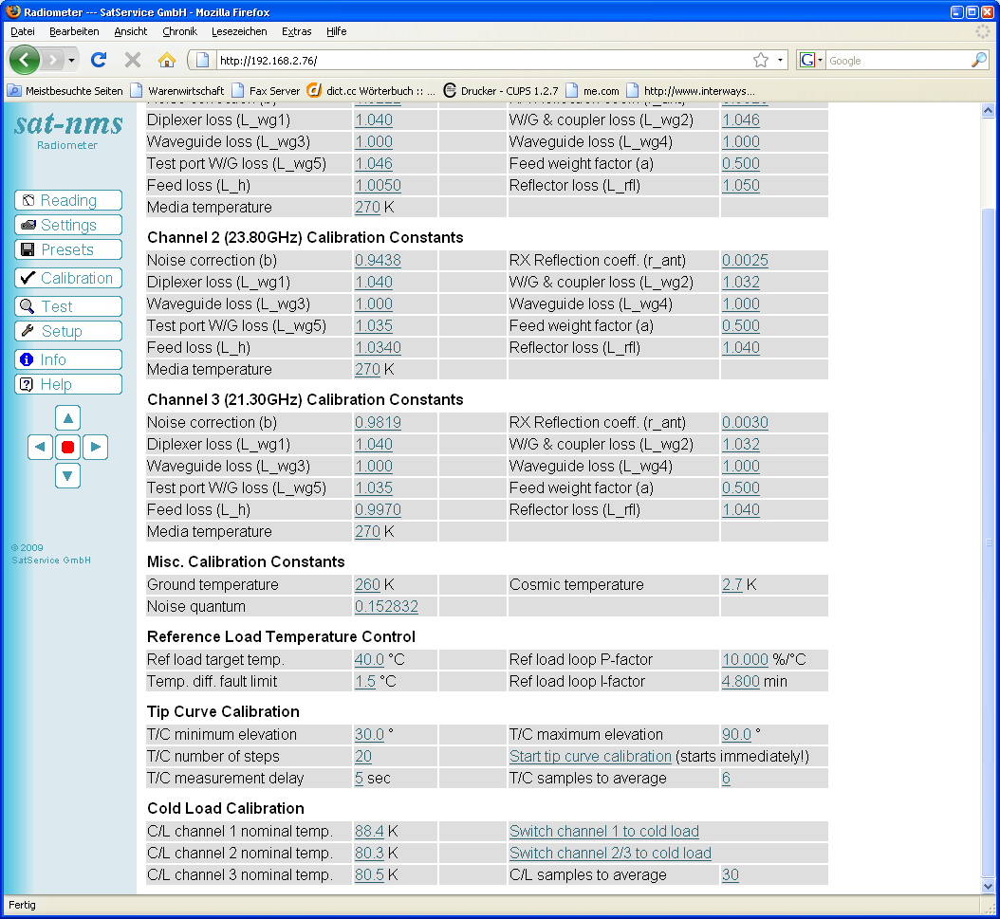 Radiometer --- SatService GmbH - Mozilla Firefox
Datei Bearbeiten Ansicht Chronik Lesezeichen Extras Hilfe
http://192.168.2.76/
G Google
Meistbesuchte Seiten Warenwirtschaft Fax Server dict.cc Wörterbuch :: ... Drucker - CUPS 1.2.7 me.com http://www.interways...
sat-nms
Radiometer
Reading
Settings
Presets
Calibration
Test
Setup
Info
Help
© 2009
SatService GmbH
Diplexer loss (L_wg1) 1.040 W/G & coupler loss (L_wg2) 1.046
Waveguide loss (L_wg3) 1.000 Waveguide loss (L_wg4) 1.000
Test port W/G loss (L_wg5) 1.046 Feed weight factor (a) 0.500
Feed loss (L_h) 1.0050 Reflector loss (L_rfl) 1.050
Media temperature 270 K
Channel 2 (23.80GHz) Calibration Constants
Noise correction (b) 0.9438 RX Reflection coeff. (r_ant) 0.0025
Diplexer loss (L_wg1) 1.040 W/G & coupler loss (L_wg2) 1.032
Waveguide loss (L_wg3) 1.000 Waveguide loss (L_wg4) 1.000
Test port W/G loss (L_wg5) 1.035 Feed weight factor (a) 0.500
Feed loss (L_h) 1.0340 Reflector loss (L_rfl) 1.040
Media temperature 270 K
Channel 3 (21.30GHz) Calibration Constants
Noise correction (b) 0.9819 RX Reflection coeff. (r_ant) 0.0030
Diplexer loss (L_wg1) 1.040 W/G & coupler loss (L_wg2) 1.032
Waveguide loss (L_wg3) 1.000 Waveguide loss (L_wg4) 1.000
Test port W/G loss (L_wg5) 1.035 Feed weight factor (a) 0.500
Feed loss (L_h) 0.9970 Reflector loss (L_rfl) 1.040
Media temperature 270 K
Misc. Calibration Constants
Ground temperature 260 K Cosmic temperature 2.7 K
Noise quantum 0.152832
Reference Load Temperature Control
Ref load target temp. 40.0 °C Ref load loop P-factor 10.000 %/°C
Temp. diff. fault limit 1.5 °C Ref load loop I-factor 4.800 min
Tip Curve Calibration
T/C minimum elevation 30.0 ° T/C maximum elevation 90.0 °
T/C number of steps 20 Start tip curve calibration (starts immediately!)
T/C measurement delay 5 sec T/C samples to average 6
Cold Load Calibration
C/L channel 1 nominal temp. 88.4 K Switch channel 1 to cold load
C/L channel 2 nominal temp. 80.3 K Switch channel 2/3 to cold load
C/L channel 3 nominal temp. 80.5 K C/L samples to average 30
Fertig